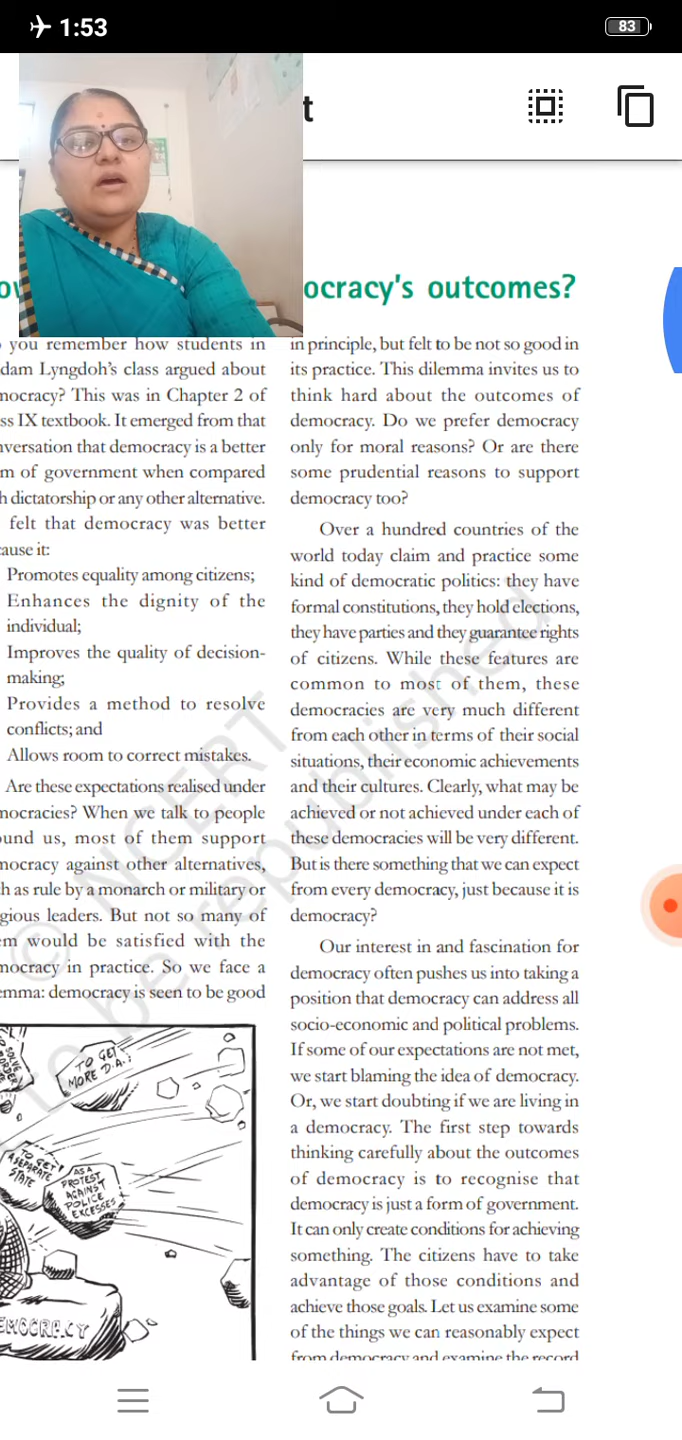 1:53
83
t
ocracy's outcomes?
you remember how students in
dam Lyngdoh's class argued about
mocracy? This was in Chapter 2 of
ss IX textbook. It emerged from that
nversation that democracy is a better
m of government when compared
h dictatorship or any other alternative.
felt that democracy was better
cause it:
Promotes equality among citizens;
Enhances the dignity of the
individual;
Improves the quality of decision-
making;
Provides a method to resolve
conflicts; and
Allows room to correct mistakes.
Are these expectations realised under
mocracies? When we talk to people
ound us, most of them support
mocracy against other alternatives,
h as rule by a monarch or military or
gious leaders. But not so many of
em would be satisfied with the
mocracy in practice. So we face a
emma: democracy is seen to be good
TO GET
MORE D.A.
TO GET
A SEPARATE
STATE
AS A
PROTEST
AGAINST
POLICE
EXCESSES
EMOCRACY
in principle, but felt to be not so good in
its practice. This dilemma invites us to
think hard about the outcomes of
democracy. Do we prefer democracy
only for moral reasons? Or are there
some prudential reasons to support
democracy too?
Over a hundred countries of the
world today claim and practice some
kind of democratic politics: they have
formal constitutions, they hold elections,
they have parties and they guarantee rights
of citizens. While these features are
common to most of them, these
democracies are very much different
from each other in terms of their social
situations, their economic achievements
and their cultures. Clearly, what may be
achieved or not achieved under each of
these democracies will be very different.
But is there something that we can expect
from every democracy, just because it is
democracy?
Our interest in and fascination for
democracy often pushes us into taking a
position that democracy can address all
socio-economic and political problems.
If some of our expectations are not met,
we start blaming the idea of democracy.
Or, we start doubting if we are living in
a democracy. The first step towards
thinking carefully about the outcomes
of democracy is to recognise that
democracy is just a form of government.
It can only create conditions for achieving
something. The citizens have to take
advantage of those conditions and
achieve those goals. Let us examine some
of the things we can reasonably expect
from democracy and examine the record
© NCERT
to be republished